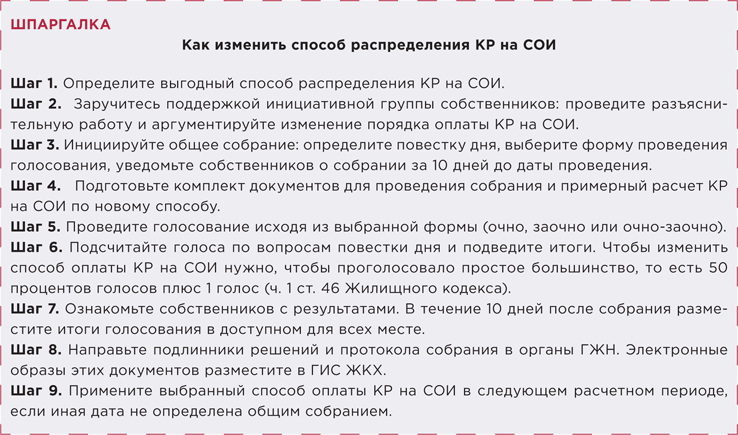 ШПАРГАЛКА
Как изменить способ распределения КР на СОИ
Шаг 1. Определите выгодный способ распределения КР на СОИ.
Шаг 2. Заручитесь поддержкой инициативной группы собственников: проведите разъясни-
тельную работу и аргументируйте изменение порядка оплаты КР на СОИ.
Шаг 3. Инициируйте общее собрание: определите повестку дня, выберите форму проведения
голосования, уведомьте собственников о собрании за 10 дней до даты проведения.
Шаг 4. Подготовьте комплект документов для проведения собрания и примерный расчет КР
на СОИ по новому способу.
Шаг 5. Проведите голосование исходя из выбранной формы (очно, заочно или очно-заочно).
Шаг 6. Подсчитайте голоса по вопросам повестки дня и подведите итоги. Чтобы изменить
способ оплаты КР на СОИ нужно, чтобы проголосовало простое большинство, то есть 50
процентов голосов плюс 1 голос (ч. 1 ст. 46 Жилищного кодекса).
Шаг 7. Ознакомьте собственников с результатами. В течение 10 дней после собрания разме-
стите итоги голосования в доступном для всех месте.
Шаг 8. Направьте подлинники решений и протокола собрания в органы ГЖН. Электронные
образы этих документов разместите в ГИС ЖКХ.
Шаг 9. Примените выбранный способ оплаты КР на СОИ в следующем расчетном периоде,
если иная дата не определена общим собранием.